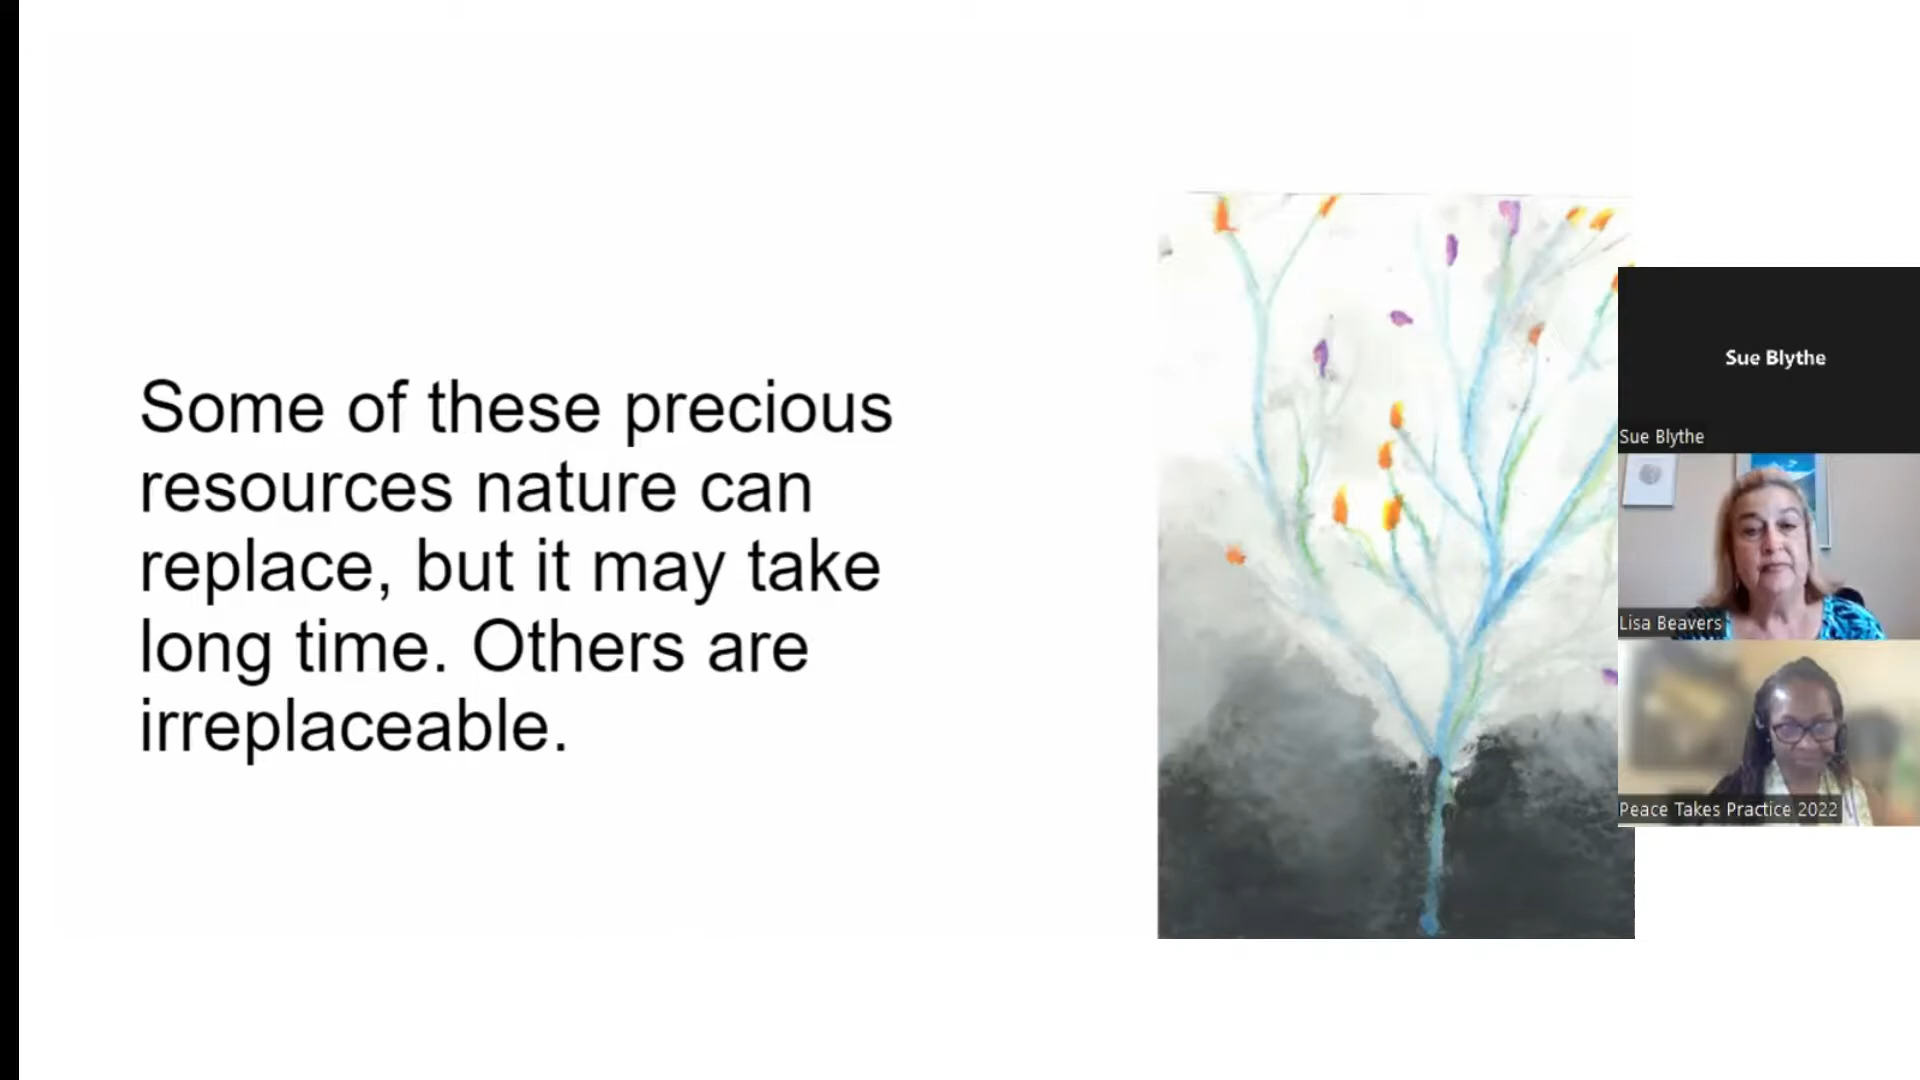 Some of these precious
resources nature can
replace, but it may take
long time. Others are
irreplaceable.
Sue Blythe
Sue Blythe
Lisa Beavers
Peace Takes Practice 2022